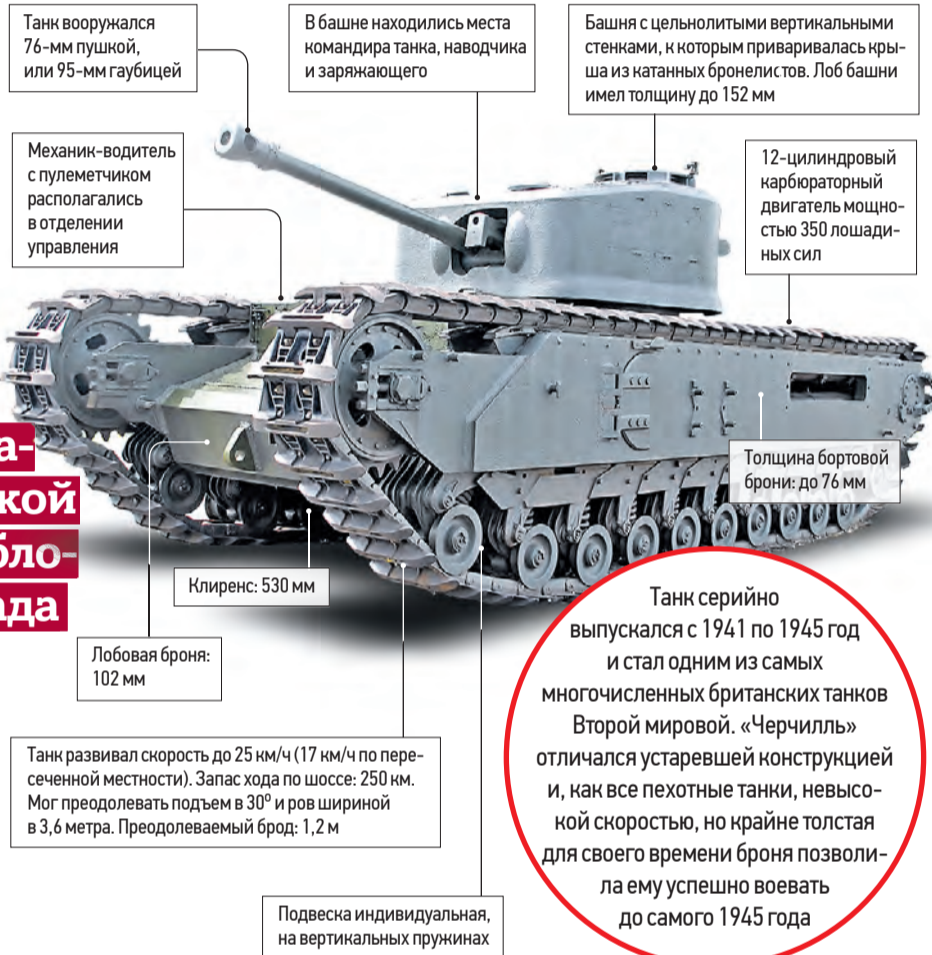 Танк вооружался
76-мм пушкой,
или 95-мм гаубицей
В башне находились места
командира танка, наводчика
и заряжающего
Башня с цельнолитыми вертикальными
стенками, к которым приваривалась кры-
ша из катанных бронелистов. Лоб башни
имел толщину до 152 мм
Механик-водитель
с пулеметчиком
располагались
в отделении
управления
12-цилиндровый
карбюраторный
двигатель мощно-
стью 350 лошади-
ных сил
а-
кой
бло-
ада
Толщина бортовой
брони: до 76 мм
Клиренс: 530 мм
Лобовая броня:
102 мм
Танк развивал скорость до 25 км/ч (17 км/ч по пере-
сеченной местности). Запас хода по шоссе: 250 км.
Мог преодолевать подъем в 30° и ров шириной
в 3,6 метра. Преодолеваемый брод: 1,2 м
Подвеска индивидуальная,
на вертикальных пружинах
Танк серийно
выпускался с 1941 по 1945 год
и стал одним из самых
многочисленных британских танков
Второй мировой. «Черчилль»
отличался устаревшей конструкцией
и, как все пехотные танки, невысо-
кой скоростью, но крайне толстая
для своего времени броня позволи-
ла ему успешно воевать
до самого 1945 года